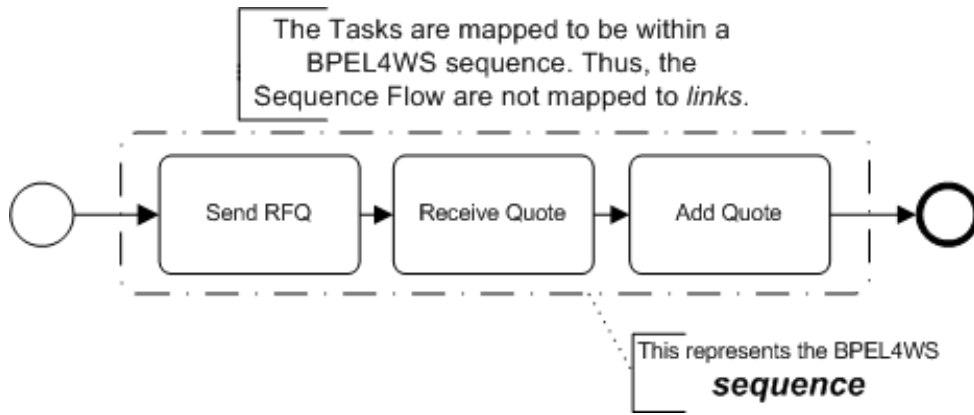 The Tasks are mapped to be within a
BPEL4WS sequence. Thus, the
Sequence Flow are not mapped to links.
Send RFQ
Receive Quote
Add Quote
This represents the BPEL4WS
sequence